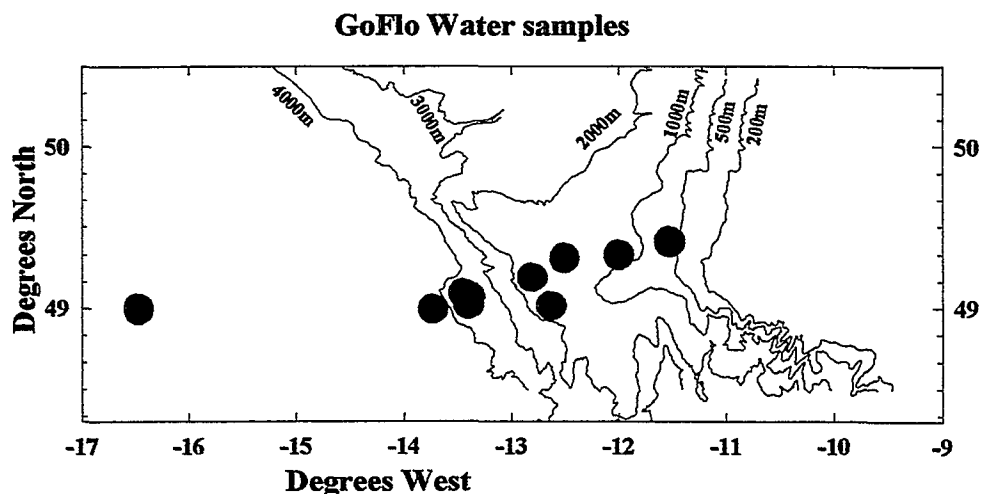 GoFlo Water samples
4000m
3000m
2000m
1000m
500m
200m
50
50
Degrees North
49
49
-17 -16 -15 -14 -13 -12 -11 -10 -9
Degrees West